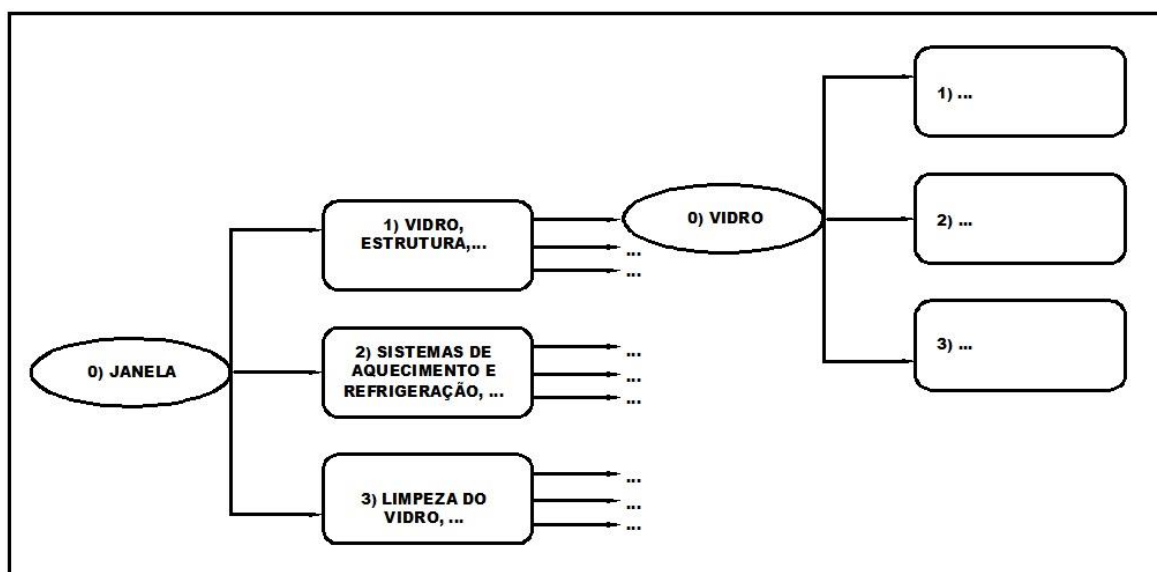 0) JANELA
1) VIDRO,
ESTRUTURA,...
...
...
2) SISTEMAS DE
AQUECIMENTO E
REFRIGERAÇÃO, ...
...
...
...
3) LIMPEZA DO
VIDRO, ...
...
...
...
0) VIDRO
1) ...
2) ...
3) ...